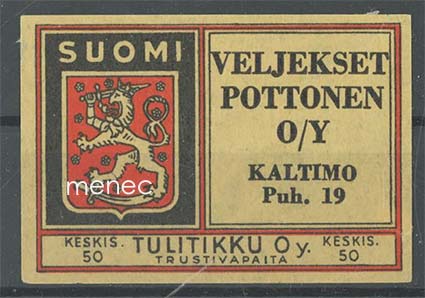 SUOMI
menec
VELJEKSET
POTTONEN
O/Y
KALTIMO
Puh. 19
KESKIS.
50
TULITIKKU Oy.
TRUSTIVAPAITA
KESKIS.
50